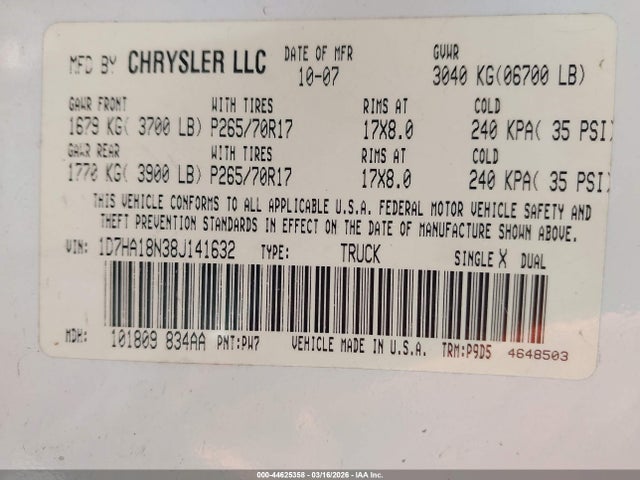 MFD BY CHRYSLER LLC DATE OF MFR GVWR
10-07 3040 KG(06700 LB)
GAWR FRONT WITH TIRES RIMS AT COLD
1679 KG( 3700 LB) P265/70R17 17X8.0 240 KPA( 35 PSI)
GAWR REAR WITH TIRES RIMS AT COLD
1770 KG( 3900 LB) P265/70R17 17X8.0 240 KPA( 35 PSI)
THIS VEHICLE CONFORMS TO ALL APPLICABLE U.S.A. FEDERAL MOTOR VEHICLE SAFETY AND
THEFT PREVENTION STANDARDS IN EFFECT ON THE DATE OF MANUFACTURE SHOWN ABOVE.
VIN: 1D7HA18N38J141632 TYPE: TRUCK SINGLE X DUAL
MDH: 101809 834AA PNT:PW7 VEHICLE MADE IN U.S.A. TRM:P9D5 4648503
000-44625358 - 03/16/2026 - IAA Inc.